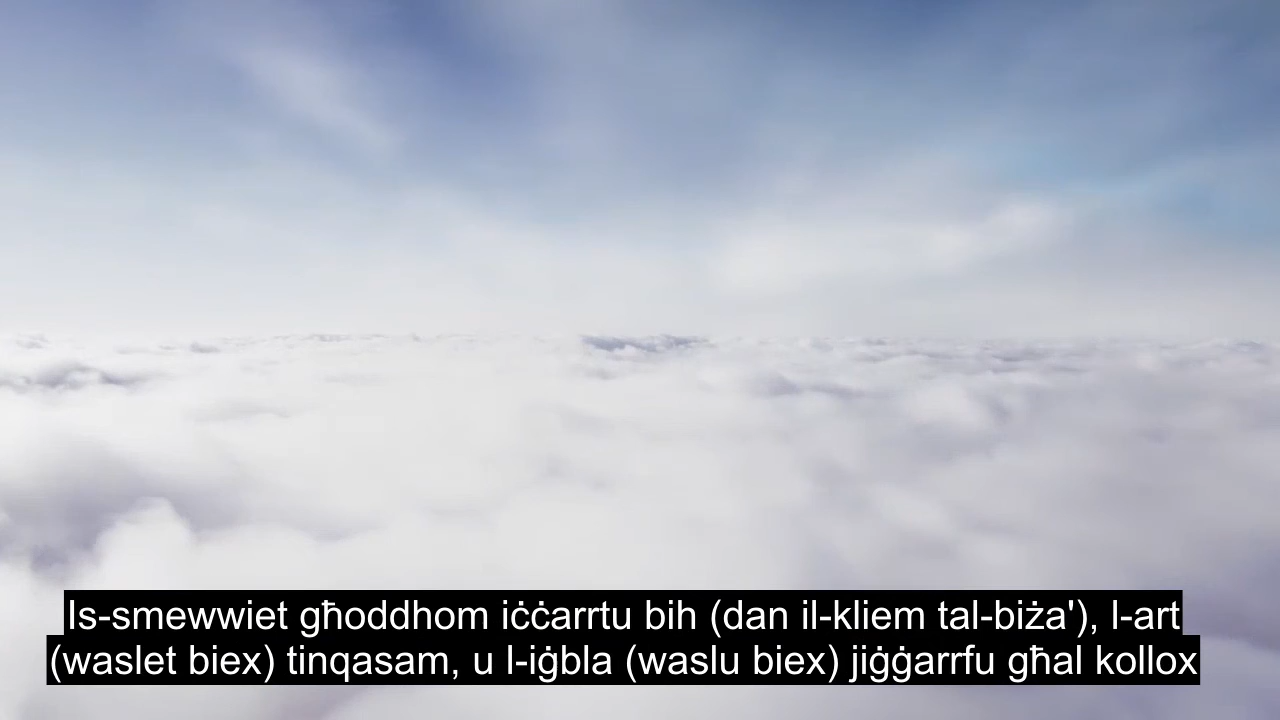 Is-smewwiet għoddhom iċċarrtu bih (dan il-kliem tal-biża'), l-art
(waslet biex) tinqasam, u l-iġbla (waslu biex) jiġġarrfu għal kollox